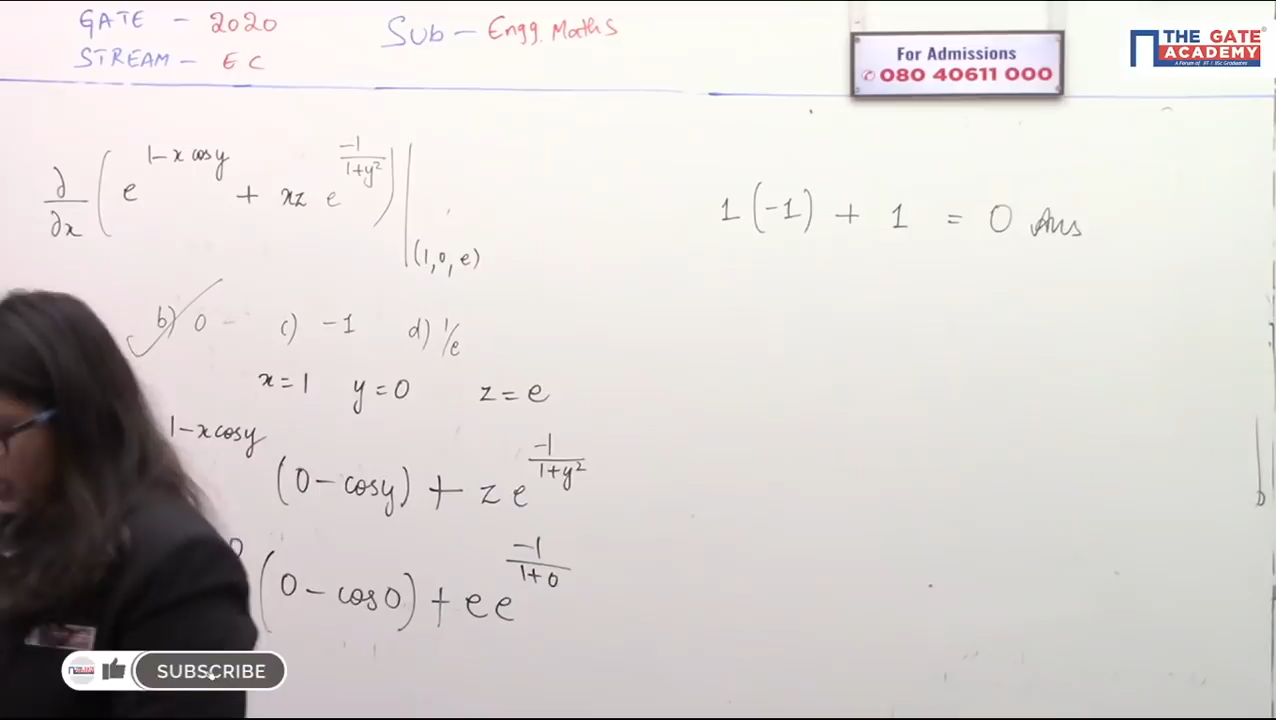 GATE - 2020
STREAM - EC
Sub - Engg. Maths
For Admissions
080 40611 000
THE GATE ACADEMY
∂/∂x ( e^(1-x cosy) + xz e^(-1/(1+y²)) ) |(1,0,e)
b) 0 c) -1 d) 1/e
x=1 y=0 z=e
1-xcosy (0-cosy) + z e^(-1/(1+y²))
0 (0-cos0) + e e^(-1/(1+0))
1(-1) + 1 = 0 Ans
SUBSCRIBE